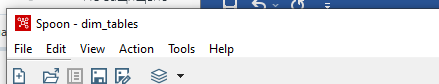 Spoon - dim_tables
File Edit View Action Tools Help